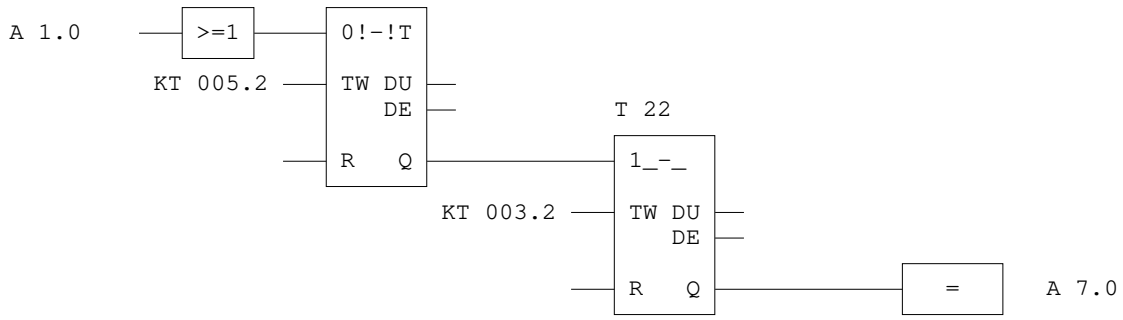 A 1.0 >=1 0!-!T
KT 005.2 TW DU
DE
T 22
R Q 1_-_
KT 003.2 TW DU
DE
R Q = A 7.0